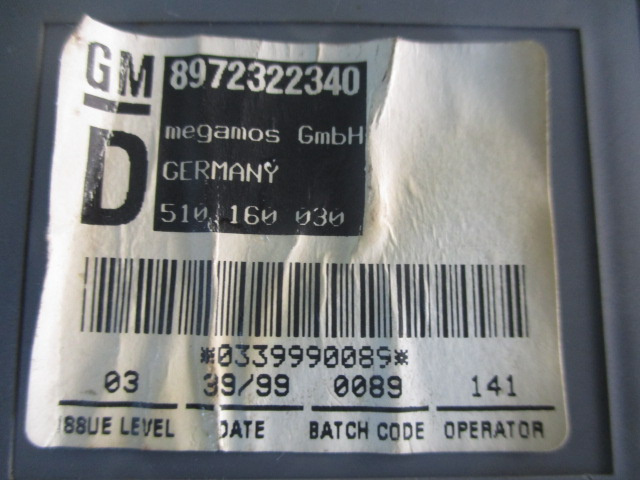 GM 8972322340
D
megamos GmbH
GERMANY
510 160 030
*0339990089*
03 39/99 0089 141
ISSUE LEVEL DATE BATCH CODE OPERATOR